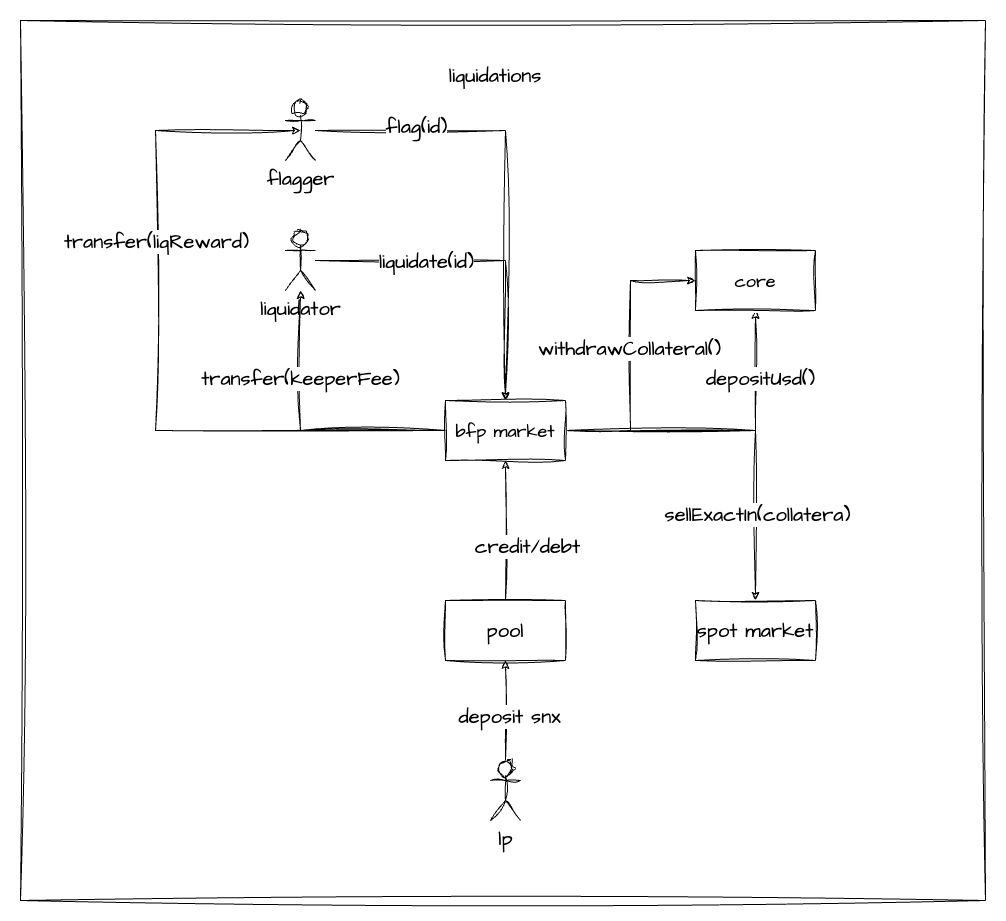 liquidations
flag(id)
flagger
transfer(liqReward)
liquidate(id)
core
liquidator
withdrawCollateral()
transfer(keeperFee)
depositUsd()
bfp market
sellExactIn(collatera)
credit/debt
pool
spot market
deposit snx
lp